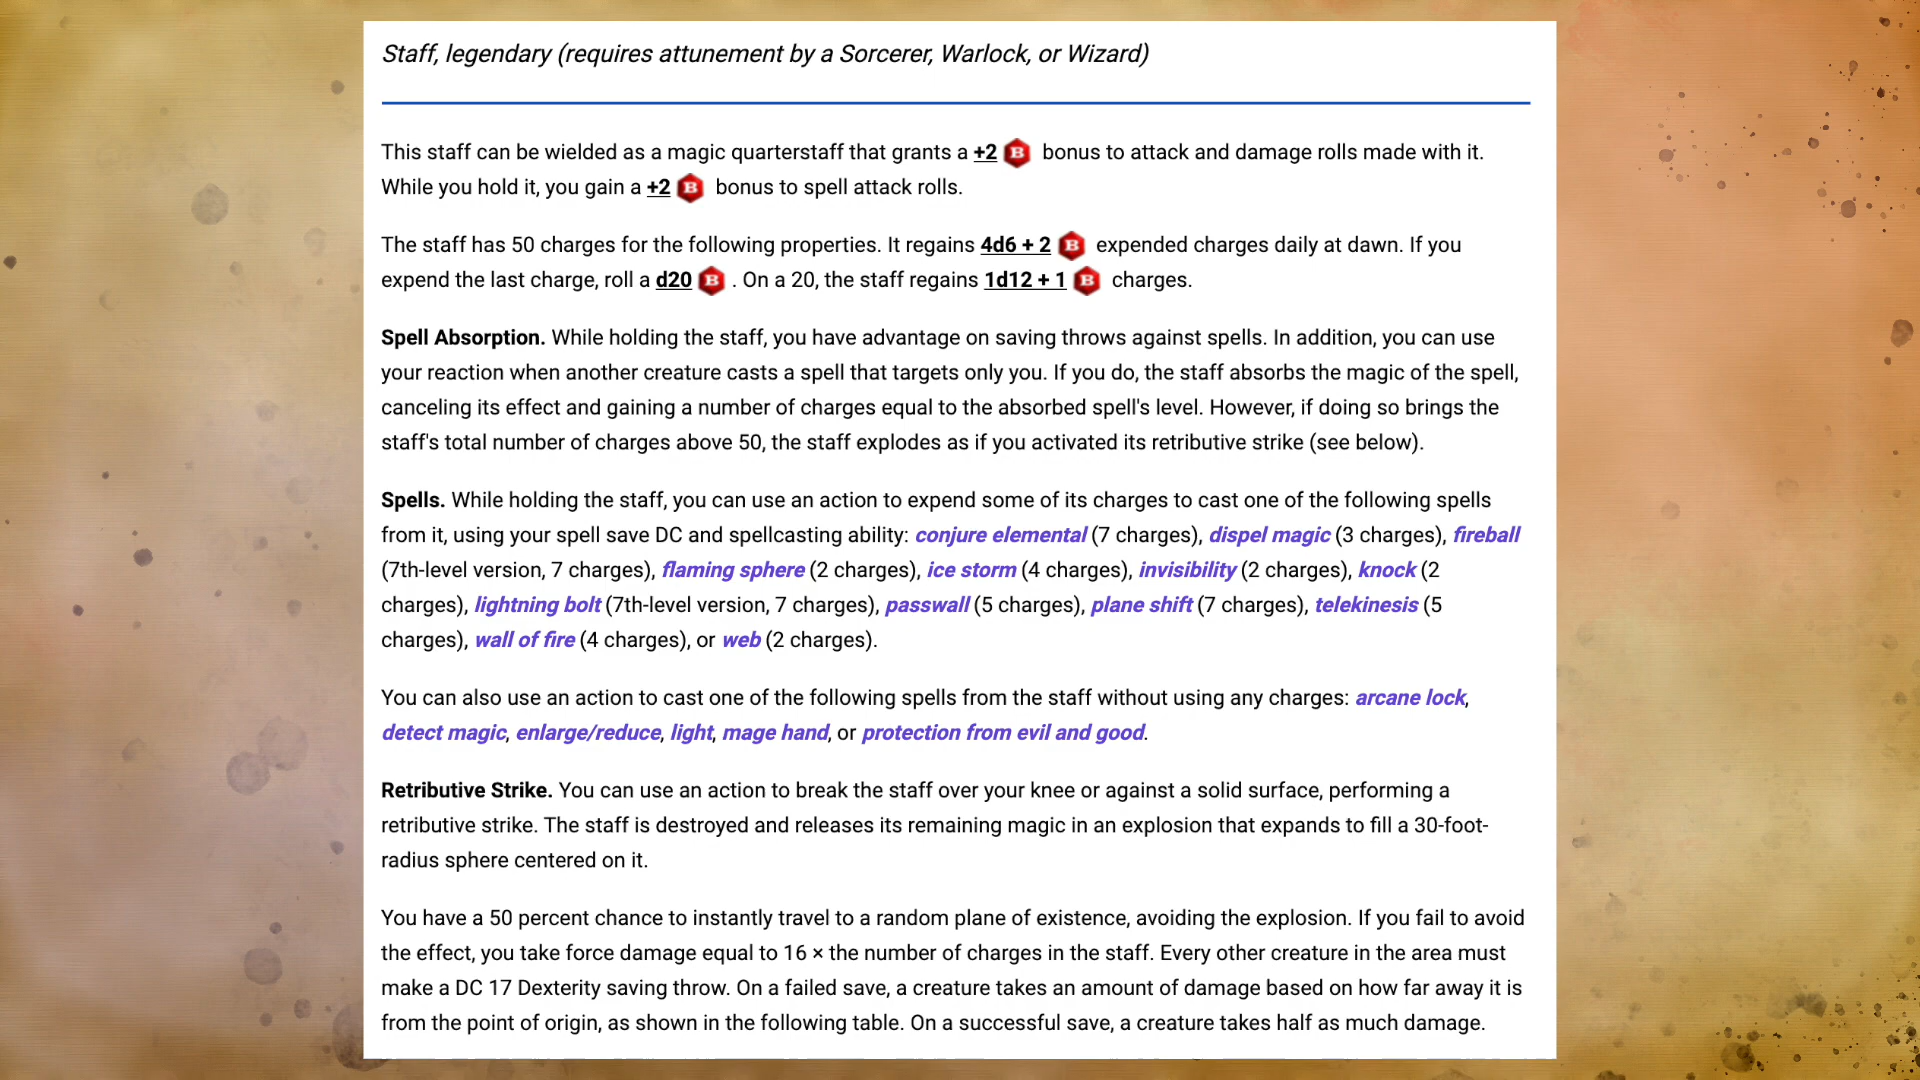 Staff, legendary (requires attunement by a Sorcerer, Warlock, or Wizard)
This staff can be wielded as a magic quarterstaff that grants a +2 B bonus to attack and damage rolls made with it.
While you hold it, you gain a +2 B bonus to spell attack rolls.
The staff has 50 charges for the following properties. It regains 4d6 + 2 B expended charges daily at dawn. If you
expend the last charge, roll a d20 B . On a 20, the staff regains 1d12 + 1 B charges.
Spell Absorption. While holding the staff, you have advantage on saving throws against spells. In addition, you can use
your reaction when another creature casts a spell that targets only you. If you do, the staff absorbs the magic of the spell,
canceling its effect and gaining a number of charges equal to the absorbed spell's level. However, if doing so brings the
staff's total number of charges above 50, the staff explodes as if you activated its retributive strike (see below).
Spells. While holding the staff, you can use an action to expend some of its charges to cast one of the following spells
from it, using your spell save DC and spellcasting ability: conjure elemental (7 charges), dispel magic (3 charges), fireball
(7th-level version, 7 charges), flaming sphere (2 charges), ice storm (4 charges), invisibility (2 charges), knock (2
charges), lightning bolt (7th-level version, 7 charges), passwall (5 charges), plane shift (7 charges), telekinesis (5
charges), wall of fire (4 charges), or web (2 charges).
You can also use an action to cast one of the following spells from the staff without using any charges: arcane lock,
detect magic, enlarge/reduce, light, mage hand, or protection from evil and good.
Retributive Strike. You can use an action to break the staff over your knee or against a solid surface, performing a
retributive strike. The staff is destroyed and releases its remaining magic in an explosion that expands to fill a 30-foot-
radius sphere centered on it.
You have a 50 percent chance to instantly travel to a random plane of existence, avoiding the explosion. If you fail to avoid
the effect, you take force damage equal to 16 × the number of charges in the staff. Every other creature in the area must
make a DC 17 Dexterity saving throw. On a failed save, a creature takes an amount of damage based on how far away it is
from the point of origin, as shown in the following table. On a successful save, a creature takes half as much damage.